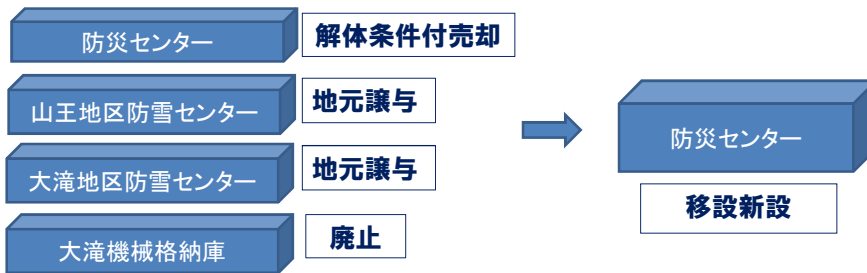 防災センター
解体条件付売却
山王地区防雪センター
地元譲与
大滝地区防雪センター
地元譲与
大滝機械格納庫
廃止
防災センター
移設新設